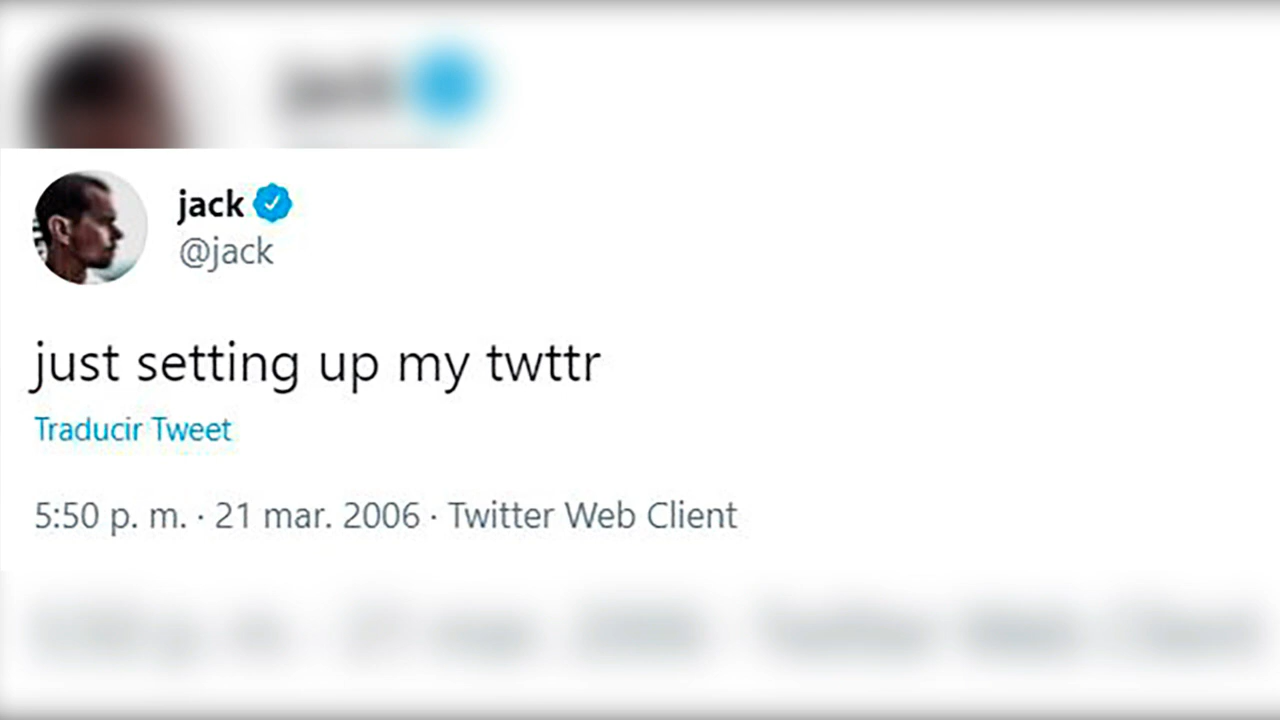 jack
@jack
just setting up my twttr
Traducir Tweet
5:50 p. m. · 21 mar. 2006 · Twitter Web Client